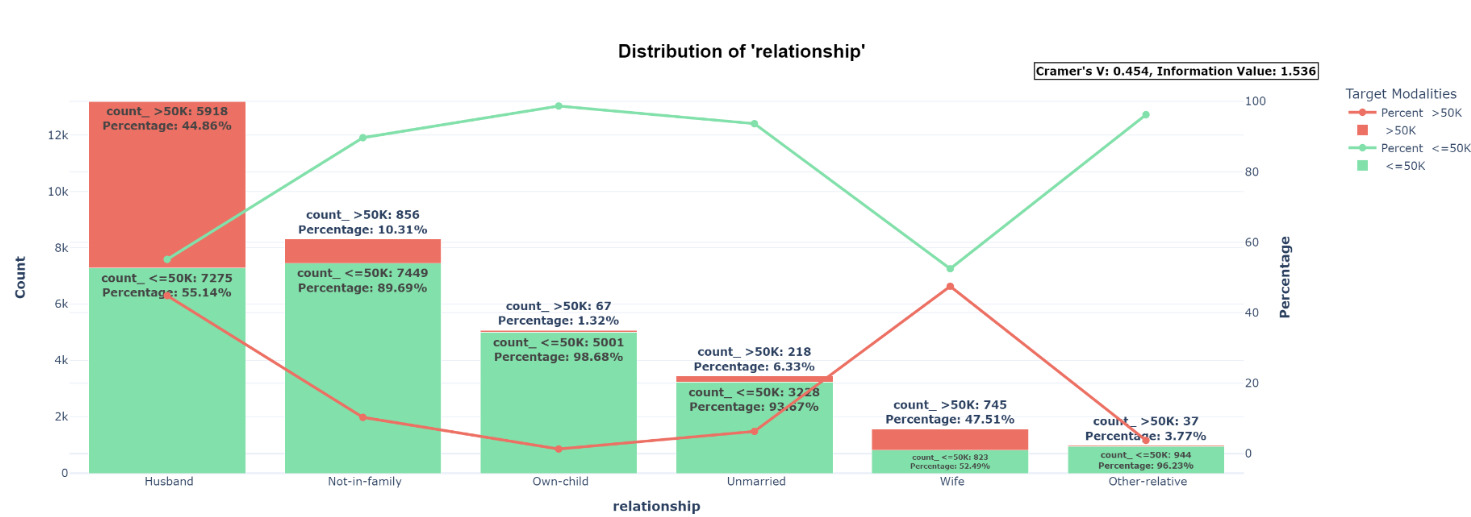 Distribution of 'relationship'
Cramer's V: 0.454, Information Value: 1.536
Target Modalities
Percent >50K
>50K
Percent <=50K
<=50K
Count
12k
10k
8k
6k
4k
2k
0
count_ >50K: 5918
Percentage: 44.86%
count_ <=50K: 7275
Percentage: 55.14%
count_ >50K: 856
Percentage: 10.31%
count_ <=50K: 7449
Percentage: 89.69%
count_ >50K: 67
Percentage: 1.32%
count_ <=50K: 5001
Percentage: 98.68%
count_ >50K: 218
Percentage: 6.33%
count_ <=50K: 3228
Percentage: 93.67%
count_ >50K: 745
Percentage: 47.51%
count_ <=50K: 823
Percentage: 52.49%
count_ >50K: 37
Percentage: 3.77%
count_ <=50K: 944
Percentage: 96.23%
100
80
60
40
20
0
Percentage
Husband
Not-in-family
Own-child
Unmarried
Wife
Other-relative
relationship